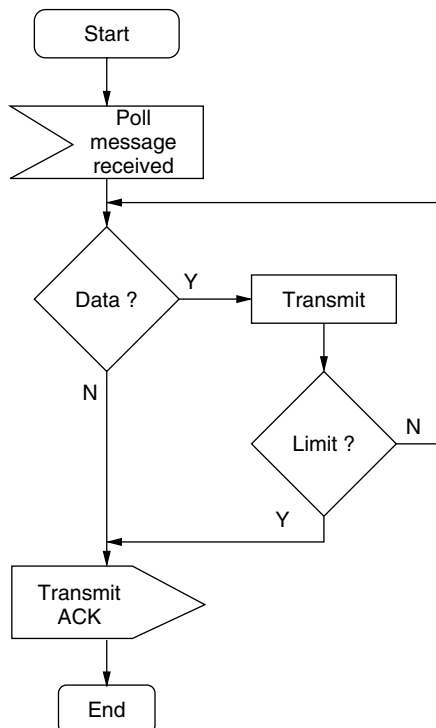 Start
Poll
message
received
Data ?
Y
Transmit
N
Limit ?
N
Y
Transmit
ACK
End